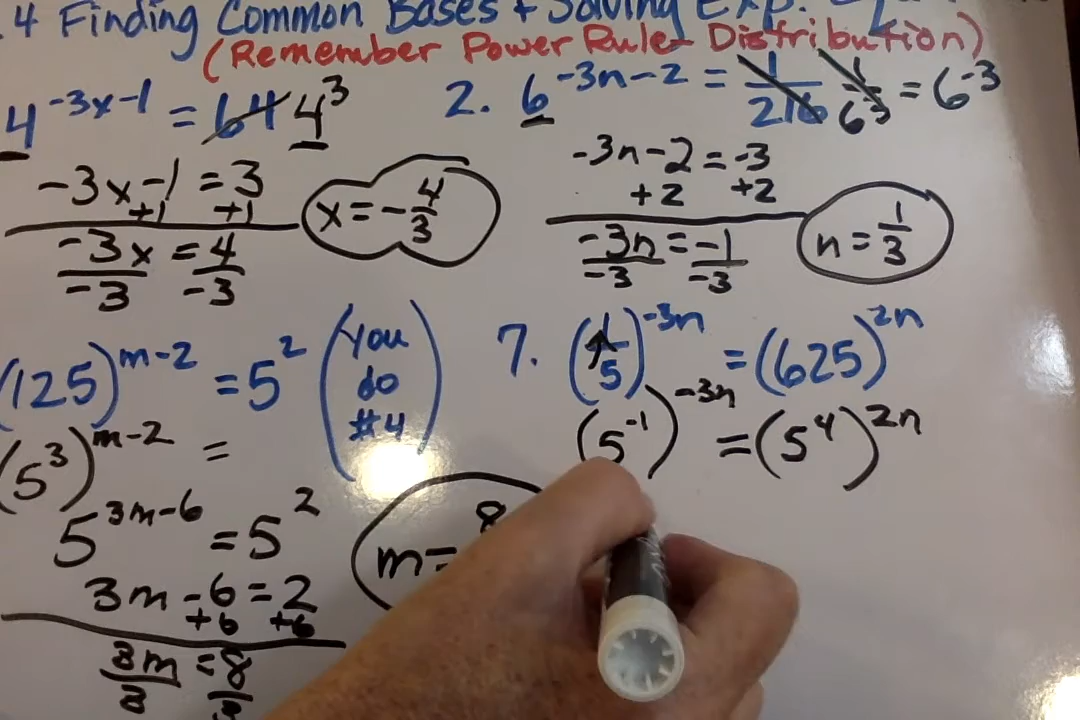 .4 Finding Common Bases + Solving Exp.
(Remember Power Rule Distribution)
4^{-3x-1} = 64 4^3
-3x-1 = 3
+1 +1
-3x = 4
-3 -3
x = -4/3
2. 6^{-3n-2} = 1/216 1/6^3 = 6^{-3}
-3n-2 = -3
+2 +2
-3n = -1
-3 -3
n = 1/3
(125)^{m-2} = 5^2
(You
do
#4)
(5^3)^{m-2} =
5^{3m-6} = 5^2
3m-6 = 2
+6 +6
3m = 8
3 3
m = 8
7. (1/5)^{-3n} = (625)^{2n}
(5^{-1})^{-3n} = (5^4)^{2n}